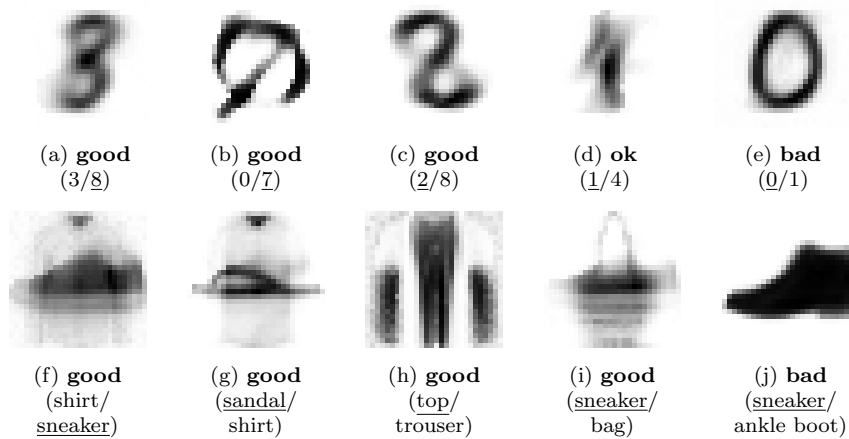 (a) good (b) good (c) good (d) ok (e) bad
(3/8) (0/7) (2/8) (1/4) (0/1)
(f) good (g) good (h) good (i) good (j) bad
(shirt/ (sandal/ (top/ (sneaker/ (sneaker/
sneaker) shirt) trouser) bag) ankle boot)